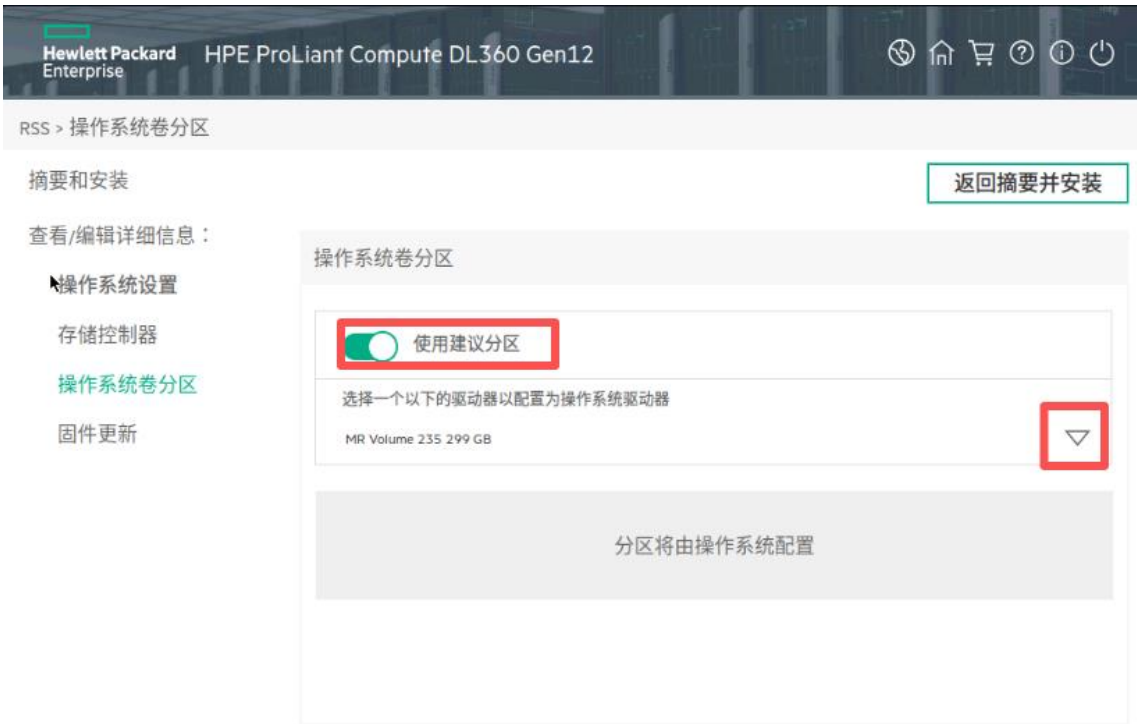 Hewlett Packard
Enterprise
HPE ProLiant Compute DL360 Gen12
RSS > 操作系统卷分区
摘要和安装
返回摘要并安装
查看/编辑详细信息：
操作系统设置
存储控制器
操作系统卷分区
固件更新
操作系统卷分区
使用建议分区
选择一个以下的驱动器以配置为操作系统驱动器
MR Volume 235 299 GB
分区将由操作系统配置